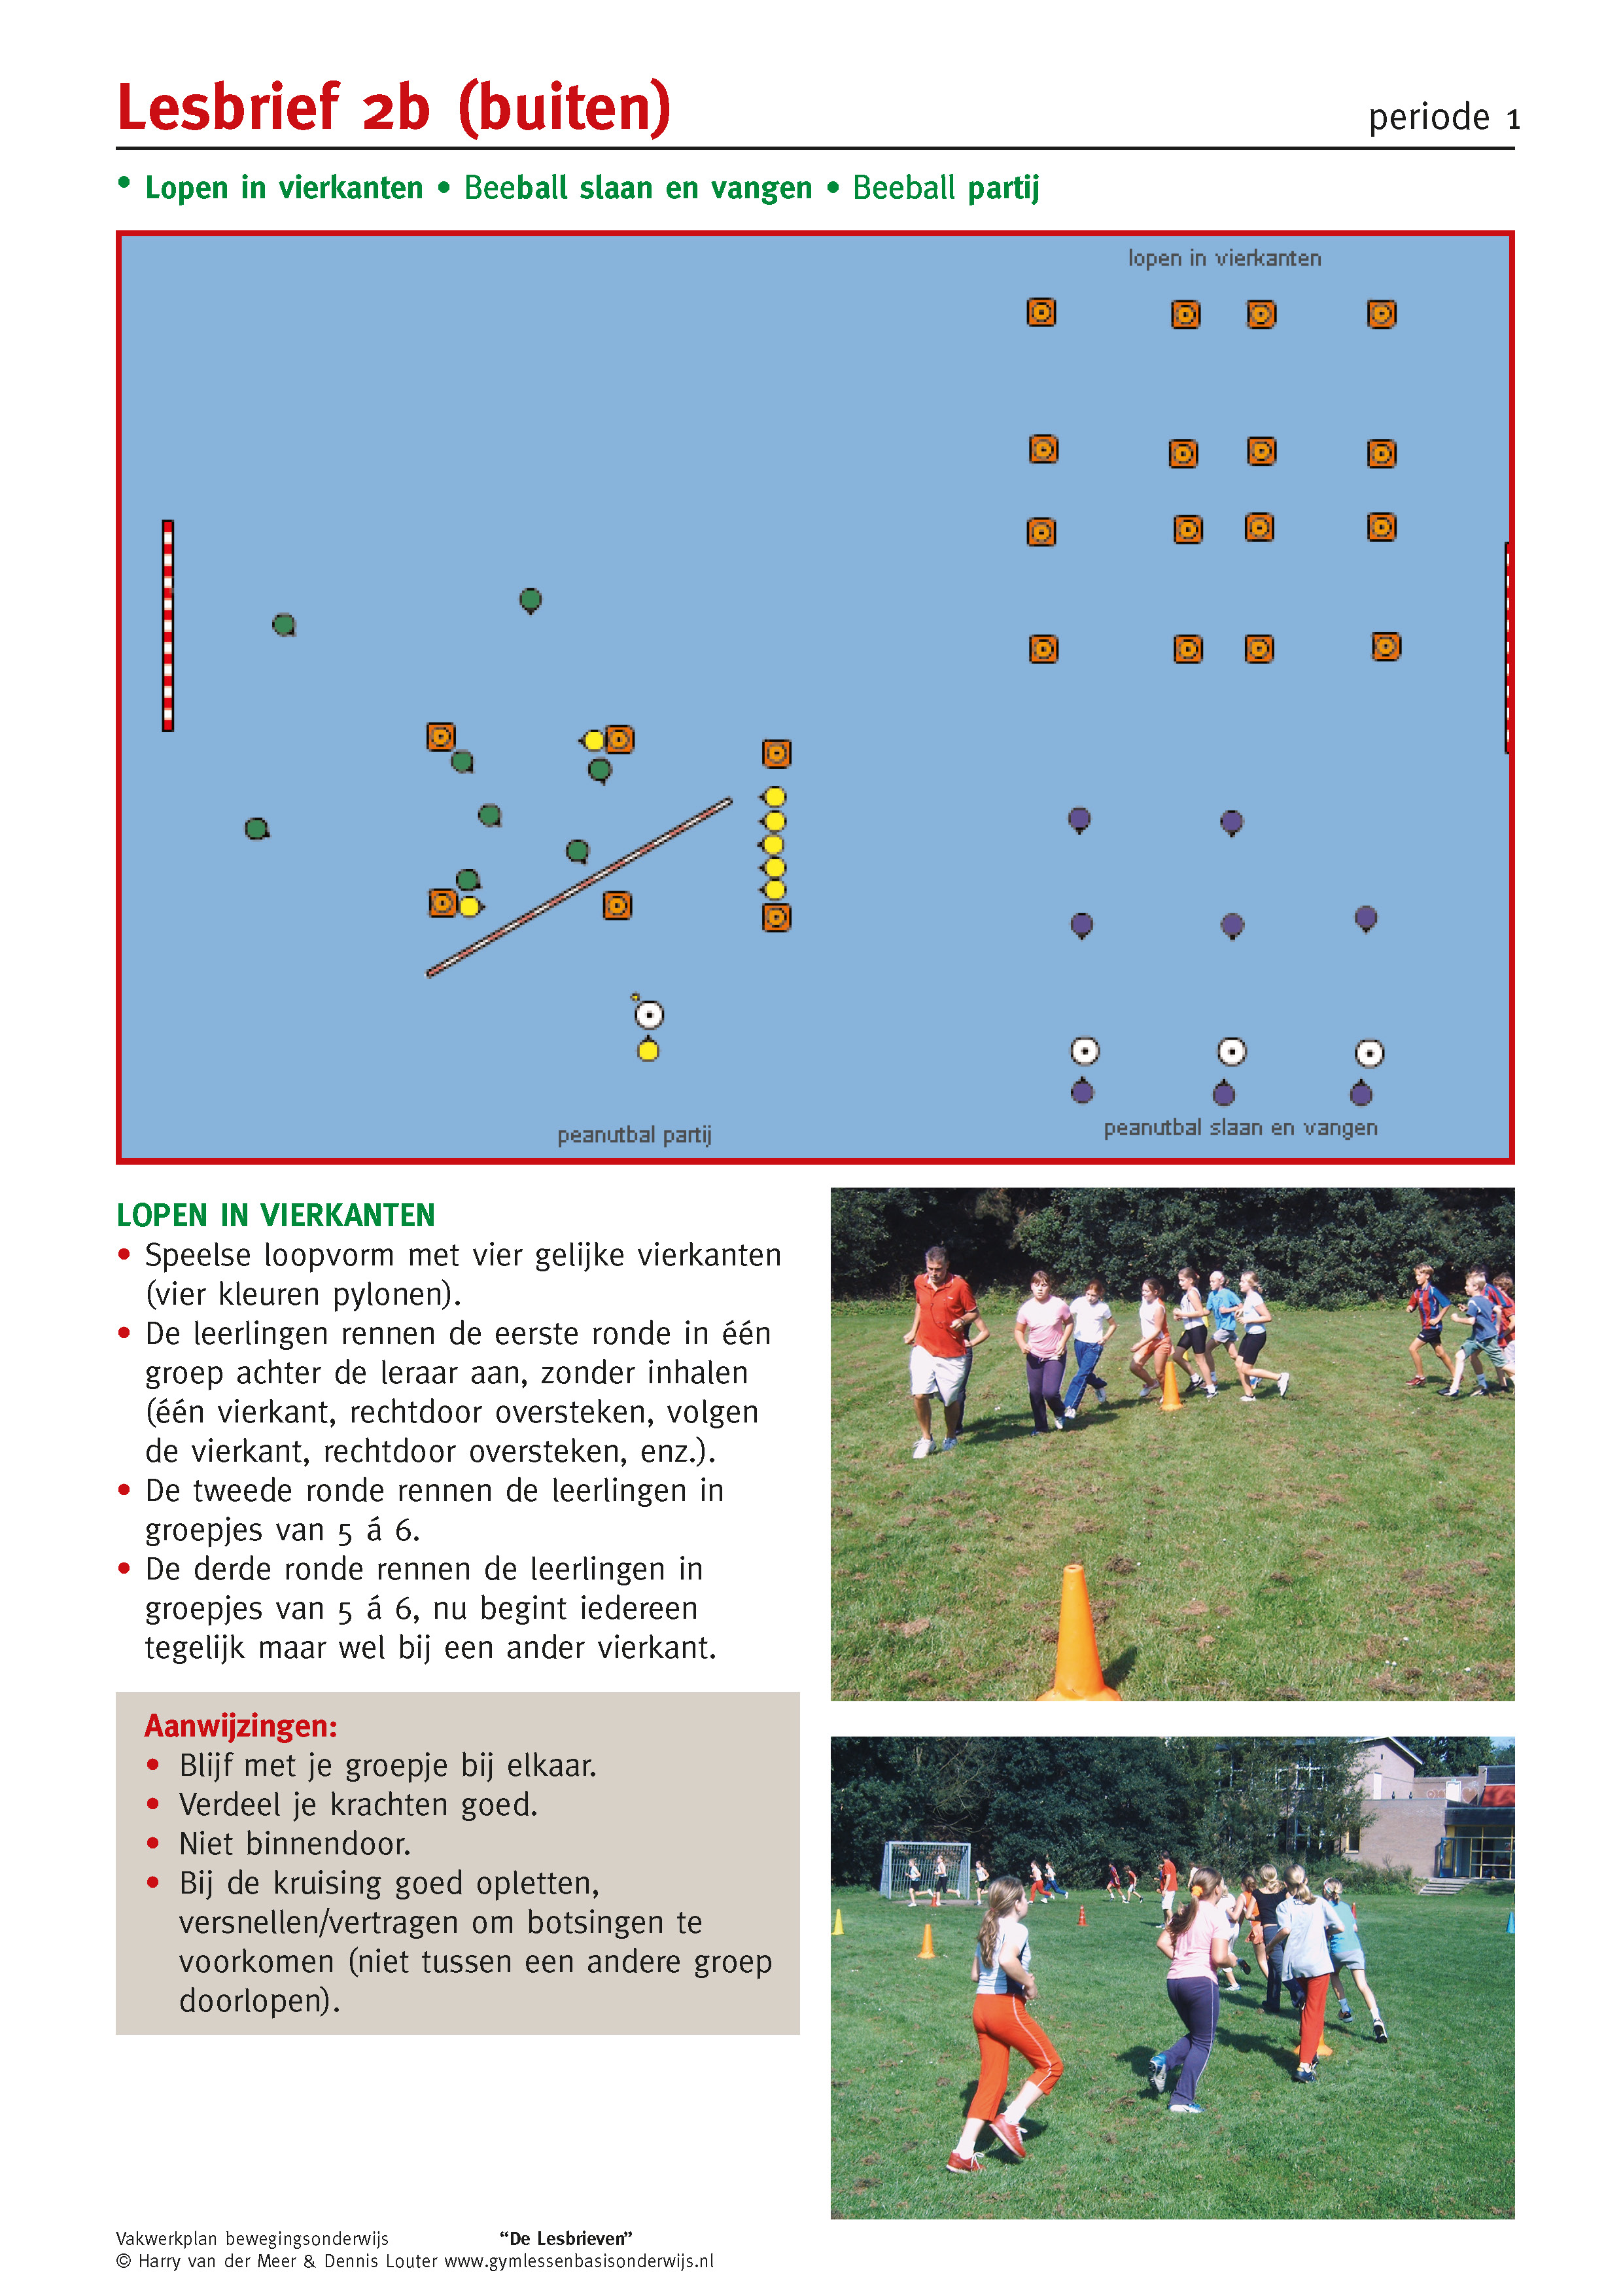 Lesbrief 2b (buiten)
periode 1
• Lopen in vierkanten • Beeball slaan en vangen • Beeball partij
lopen in vierkanten
peanutbal partij
peanutbal slaan en vangen
LOPEN IN VIERKANTEN
• Speelse loopvorm met vier gelijke vierkanten
(vier kleuren pylonen).
• De leerlingen rennen de eerste ronde in één
groep achter de leraar aan, zonder inhalen
(één vierkant, rechtdoor oversteken, volgen
de vierkant, rechtdoor oversteken, enz.).
• De tweede ronde rennen de leerlingen in
groepjes van 5 á 6.
• De derde ronde rennen de leerlingen in
groepjes van 5 á 6, nu begint iedereen
tegelijk maar wel bij een ander vierkant.
Aanwijzingen:
• Blijf met je groepje bij elkaar.
• Verdeel je krachten goed.
• Niet binnendoor.
• Bij de kruising goed opletten,
versnellen/vertragen om botsingen te
voorkomen (niet tussen een andere groep
doorlopen).
Vakwerkplan bewegingsonderwijs "De Lesbrieven"
© Harry van der Meer & Dennis Louter www.gymlessenbasisonderwijs.nl